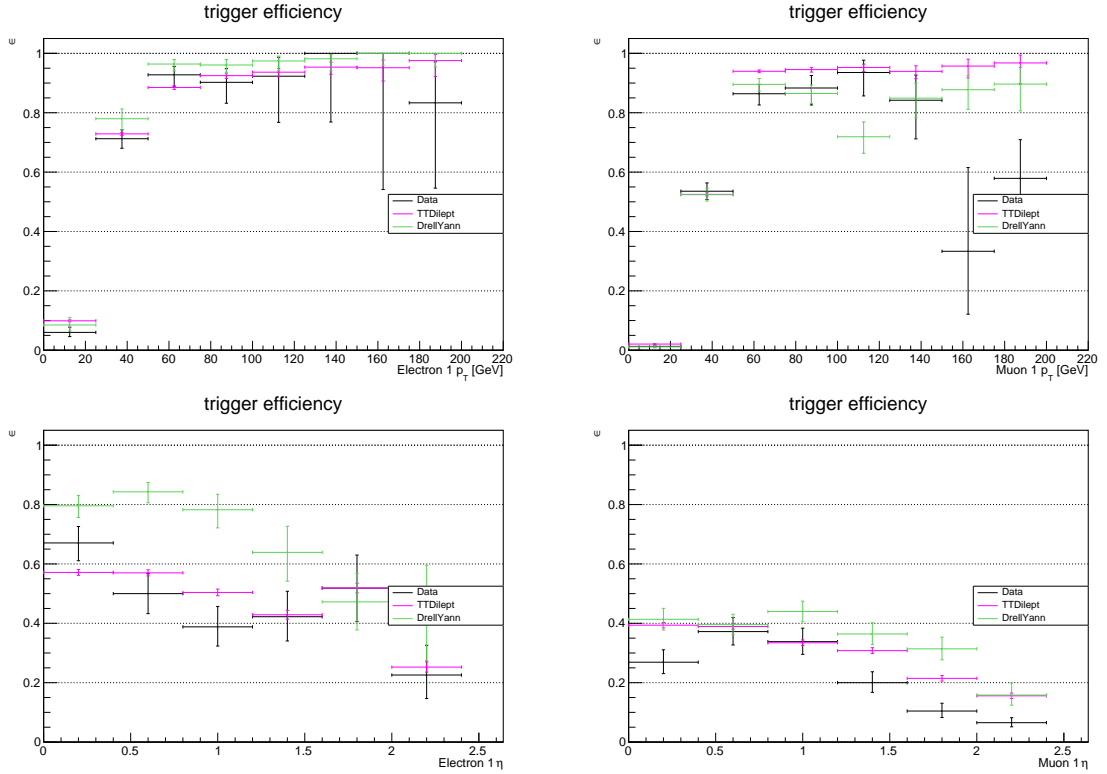 trigger efficiency
ϵ
1
0.8
0.6
0.4
0.2
0
0 20 40 60 80 100 120 140 160 180 200 220
Electron 1 p_T [GeV]
Data
TTDilept
DrellYann
trigger efficiency
ϵ
1
0.8
0.6
0.4
0.2
0
0 20 40 60 80 100 120 140 160 180 200 220
Muon 1 p_T [GeV]
Data
TTDilept
DrellYann
trigger efficiency
ϵ
1
0.8
0.6
0.4
0.2
0
0 0.5 1 1.5 2 2.5
Electron 1 η
Data
TTDilept
DrellYann
trigger efficiency
ϵ
1
0.8
0.6
0.4
0.2
0
0 0.5 1 1.5 2 2.5
Muon 1 η
Data
TTDilept
DrellYann